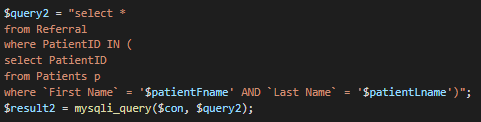 $query2 = "select *
from Referral
where PatientID IN (
select PatientID
from Patients p
where `First Name` = '$patientFname' AND `Last Name` = '$patientLname')";
$result2 = mysqli_query($con, $query2);